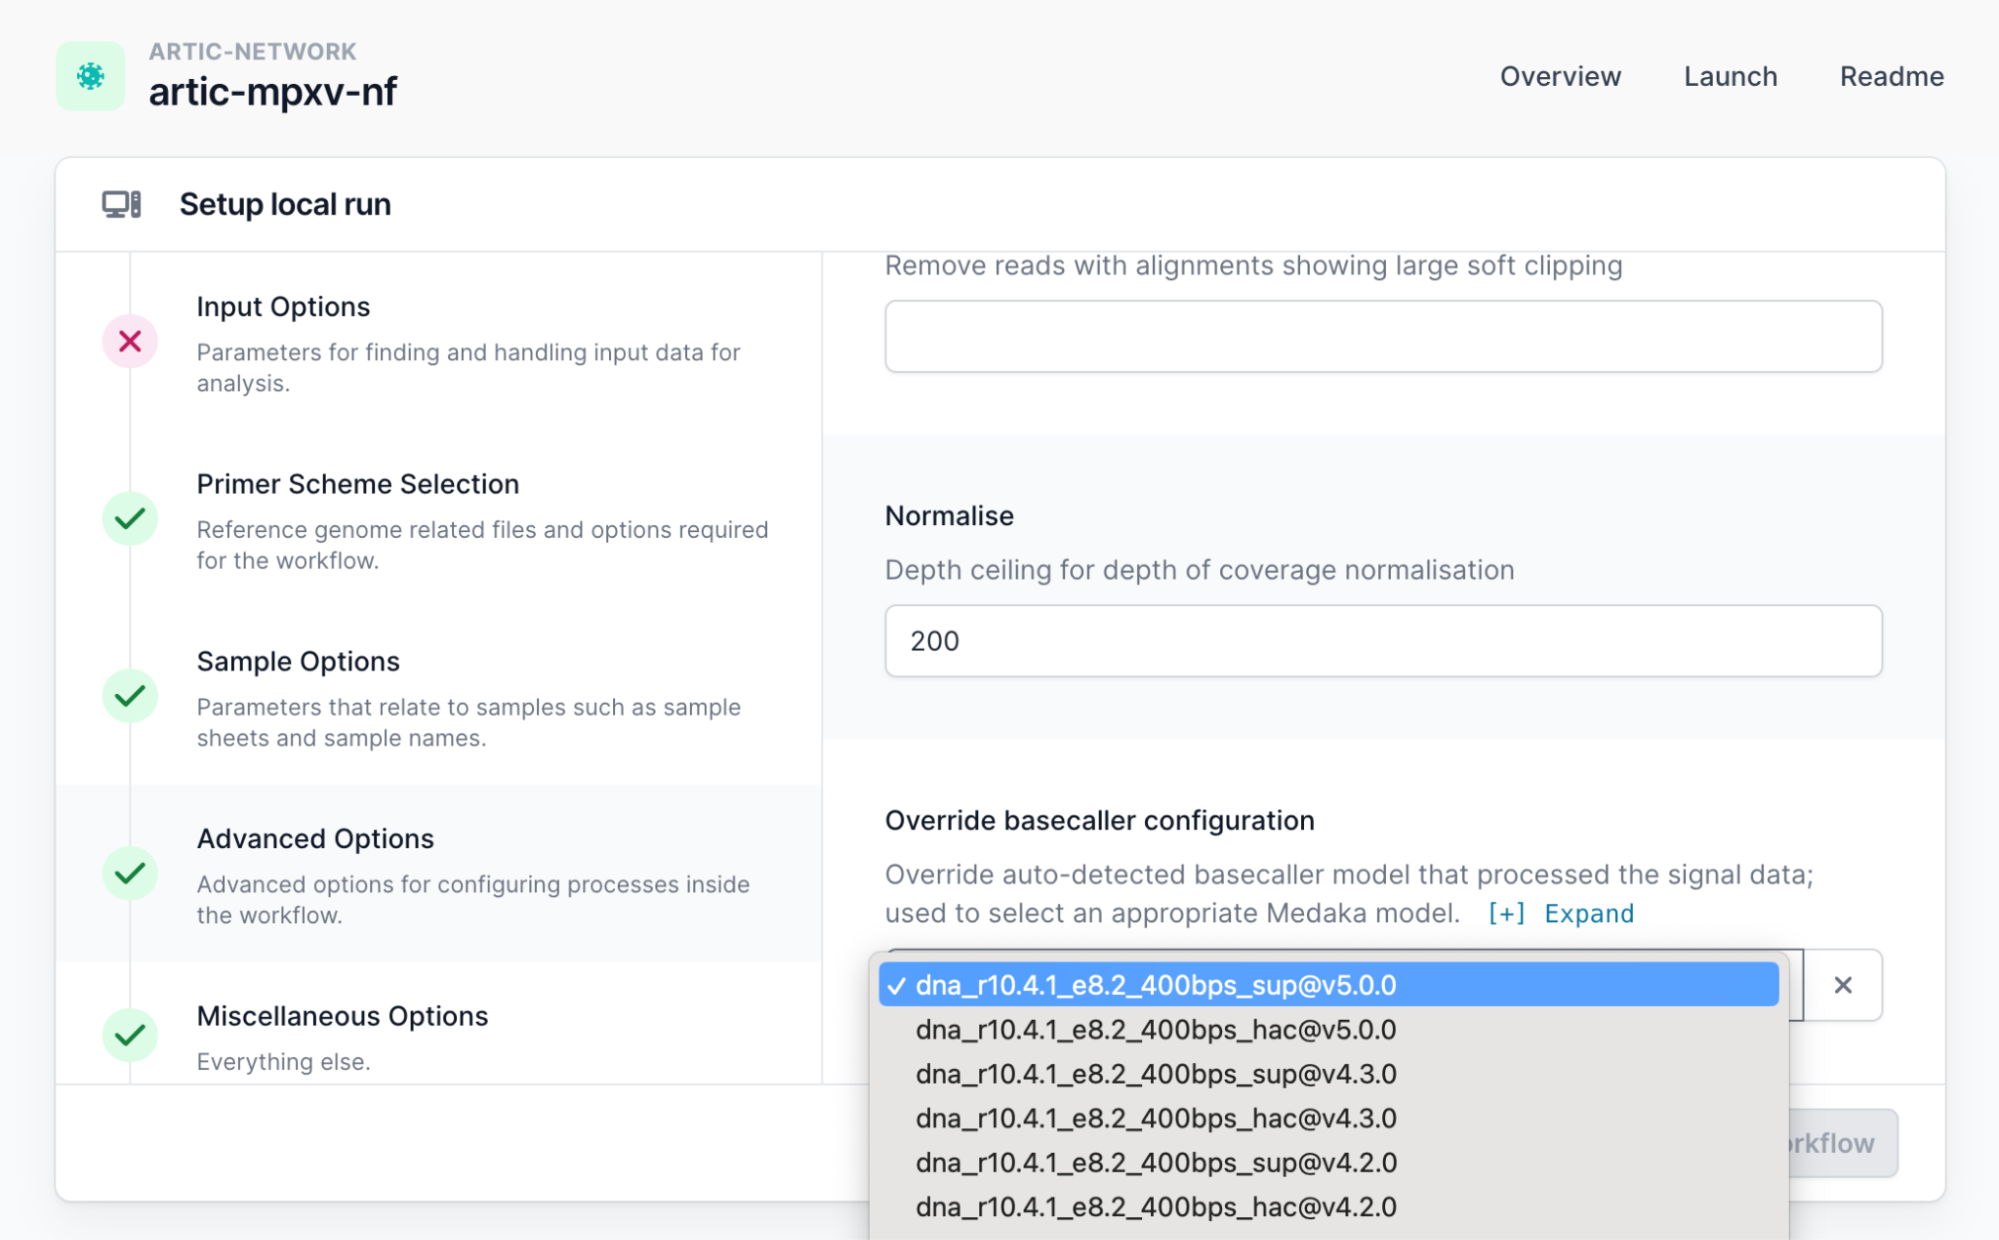 ARTIC-NETWORK
artic-mpxv-nf
Overview
Launch
Readme
Setup local run
Input Options
Parameters for finding and handling input data for
analysis.
Primer Scheme Selection
Reference genome related files and options required
for the workflow.
Sample Options
Parameters that relate to samples such as sample
sheets and sample names.
Advanced Options
Advanced options for configuring processes inside
the workflow.
Miscellaneous Options
Everything else.
Remove reads with alignments showing large soft clipping
Normalise
Depth ceiling for depth of coverage normalisation
200
Override basecaller configuration
Override auto-detected basecaller model that processed the signal data;
used to select an appropriate Medaka model. [+] Expand
dna_r10.4.1_e8.2_400bps_sup@v5.0.0
dna_r10.4.1_e8.2_400bps_hac@v5.0.0
dna_r10.4.1_e8.2_400bps_sup@v4.3.0
dna_r10.4.1_e8.2_400bps_hac@v4.3.0
dna_r10.4.1_e8.2_400bps_sup@v4.2.0
dna_r10.4.1_e8.2_400bps_hac@v4.2.0